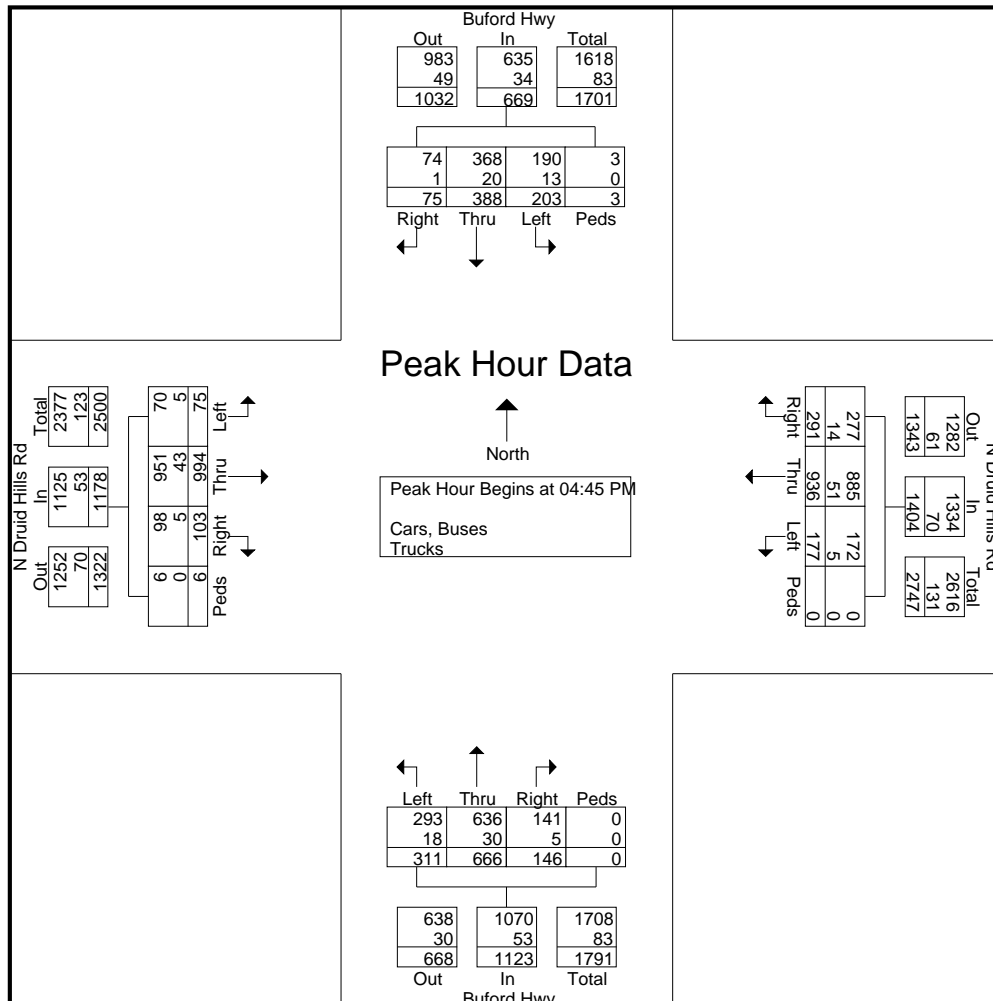 Buford Hwy
Out In Total
983 635 1618
49 34 83
1032 669 1701
74 368 190 3
1 20 13 0
75 388 203 3
Right Thru Left Peds
Peak Hour Data
North
Peak Hour Begins at 04:45 PM
Cars, Buses
Trucks
N Druid Hills Rd
Out In Total
1252 1125 2377
70 53 123
1322 1178 2500
70 951 98 6
5 43 5 0
75 994 103 6
Left Thru Right Peds
N Druid Hills Rd
Out In Total
1282 1334 2616
61 70 131
1343 1404 2747
277 885 172 0
14 51 5 0
291 936 177 0
Right Thru Left Peds
Left Thru Right Peds
293 636 141 0
18 30 5 0
311 666 146 0
638 1070 1708
30 53 83
668 1123 1791
Out In Total
Buford Hwy